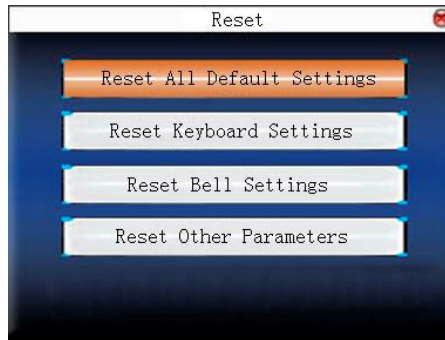 Reset
Reset All Default Settings
Reset Keyboard Settings
Reset Bell Settings
Reset Other Parameters